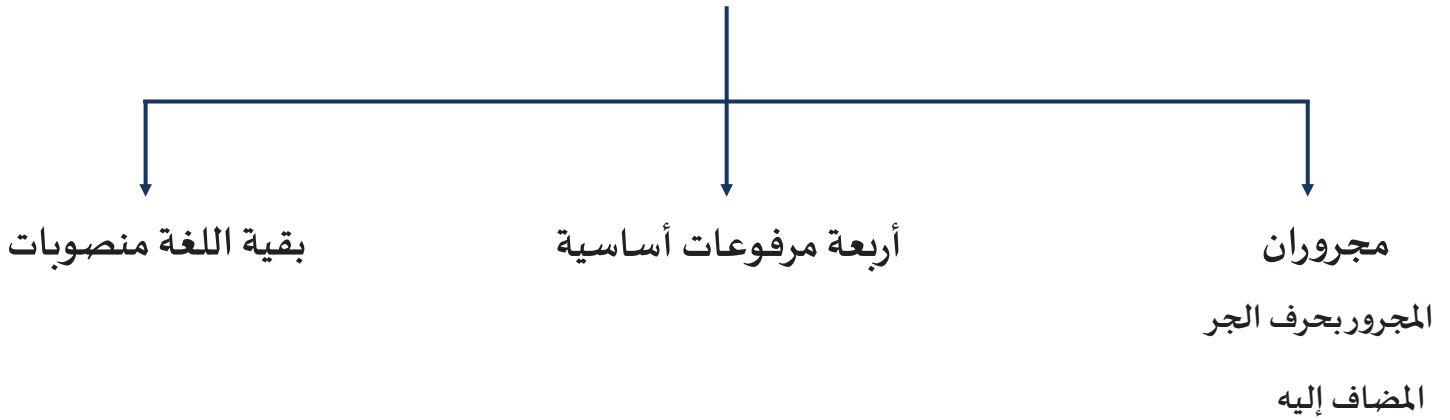 مجروران
أربعة مرفوعات أساسية
بقية اللغة منصوبات
المجرور بحرف الجر
المضاف إليه